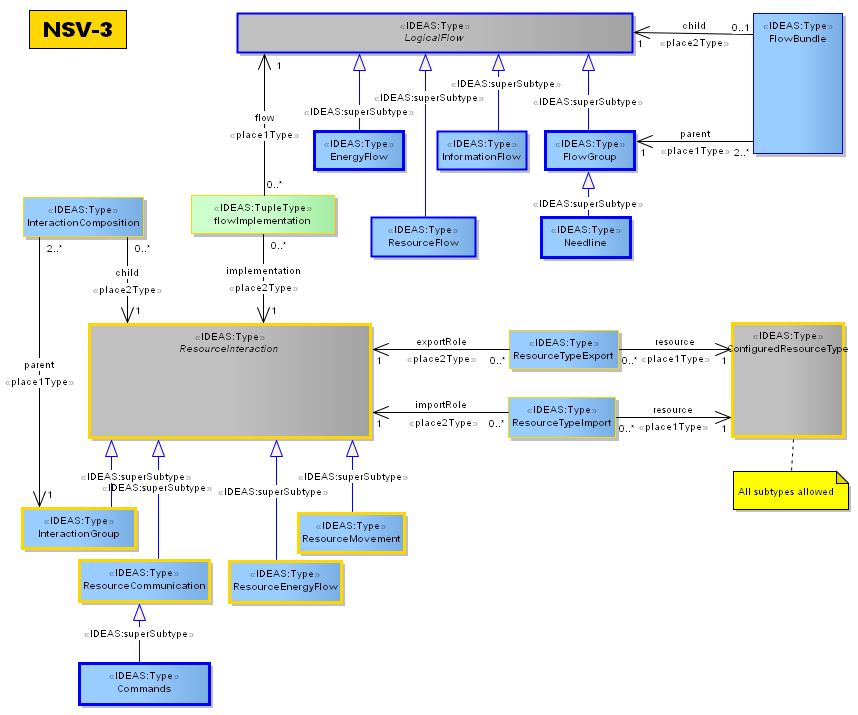 NSV-3
«IDEAS:Type»
LogicalFlow
child
0..1
1
«place2Type»
«IDEAS:Type»
FlowBundle
1
flow
«place1Type»
0..*
«IDEAS:superSubtype»
«IDEAS:superSubtype»
«IDEAS:superSubtype»
«IDEAS:superSubtype»
«IDEAS:Type»
EnergyFlow
«IDEAS:Type»
InformationFlow
«IDEAS:Type»
FlowGroup
parent
1
«place1Type»
2..*
«IDEAS:superSubtype»
«IDEAS:Type»
ResourceFlow
«IDEAS:Type»
Needline
«IDEAS:Type»
InteractionComposition
«IDEAS:TupleType»
flowImplementation
2..*
0..*
0..*
child
«place2Type»
1
implementation
«place2Type»
1
parent
«place1Type»
1
«IDEAS:Type»
ResourceInteraction
exportRole
1
«place2Type»
0..*
«IDEAS:Type»
ResourceTypeExport
resource
0..*
«place1Type»
1
«IDEAS:Type»
ConfiguredResourceType
importRole
1
«place2Type»
0..*
«IDEAS:Type»
ResourceTypeImport
resource
0..*
«place1Type»
1
All subtypes allowed
«IDEAS:superSubtype»
«IDEAS:superSubtype»
«IDEAS:superSubtype»
«IDEAS:superSubtype»
«IDEAS:Type»
InteractionGroup
«IDEAS:Type»
ResourceMovement
«IDEAS:Type»
ResourceCommunication
«IDEAS:Type»
ResourceEnergyFlow
«IDEAS:superSubtype»
«IDEAS:Type»
Commands